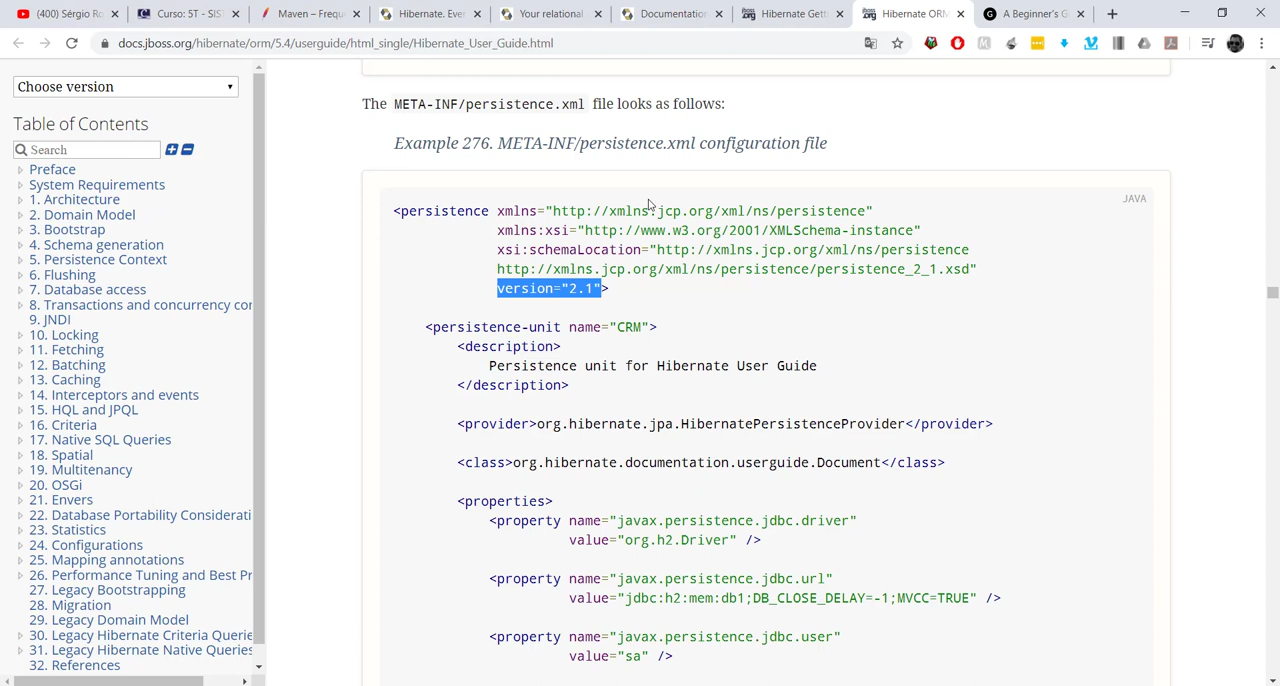 (400) Sérgio Ro
Curso: 5T - SIS
Maven – Frequ
Hibernate. Ever
Your relational
Documentation
Hibernate Gett
Hibernate ORM
A Beginner's G
docs.jboss.org/hibernate/orm/5.4/userguide/html_single/Hibernate_User_Guide.html
Choose version
Table of Contents
Search
Preface
System Requirements
1. Architecture
2. Domain Model
3. Bootstrap
4. Schema generation
5. Persistence Context
6. Flushing
7. Database access
8. Transactions and concurrency cor
9. JNDI
10. Locking
11. Fetching
12. Batching
13. Caching
14. Interceptors and events
15. HQL and JPQL
16. Criteria
17. Native SQL Queries
18. Spatial
19. Multitenancy
20. OSGi
21. Envers
22. Database Portability Considerati
23. Statistics
24. Configurations
25. Mapping annotations
26. Performance Tuning and Best Pr
27. Legacy Bootstrapping
28. Migration
29. Legacy Domain Model
30. Legacy Hibernate Criteria Querie
31. Legacy Hibernate Native Queries
32. References
The META-INF/persistence.xml file looks as follows:
Example 276. META-INF/persistence.xml configuration file
JAVA
<persistence xmlns="http://xmlns.jcp.org/xml/ns/persistence"
xmlns:xsi="http://www.w3.org/2001/XMLSchema-instance"
xsi:schemaLocation="http://xmlns.jcp.org/xml/ns/persistence
http://xmlns.jcp.org/xml/ns/persistence/persistence_2_1.xsd"
version="2.1">
<persistence-unit name="CRM">
<description>
Persistence unit for Hibernate User Guide
</description>
<provider>org.hibernate.jpa.HibernatePersistenceProvider</provider>
<class>org.hibernate.documentation.userguide.Document</class>
<properties>
<property name="javax.persistence.jdbc.driver"
value="org.h2.Driver" />
<property name="javax.persistence.jdbc.url"
value="jdbc:h2:mem:db1;DB_CLOSE_DELAY=-1;MVCC=TRUE" />
<property name="javax.persistence.jdbc.user"
value="sa" />